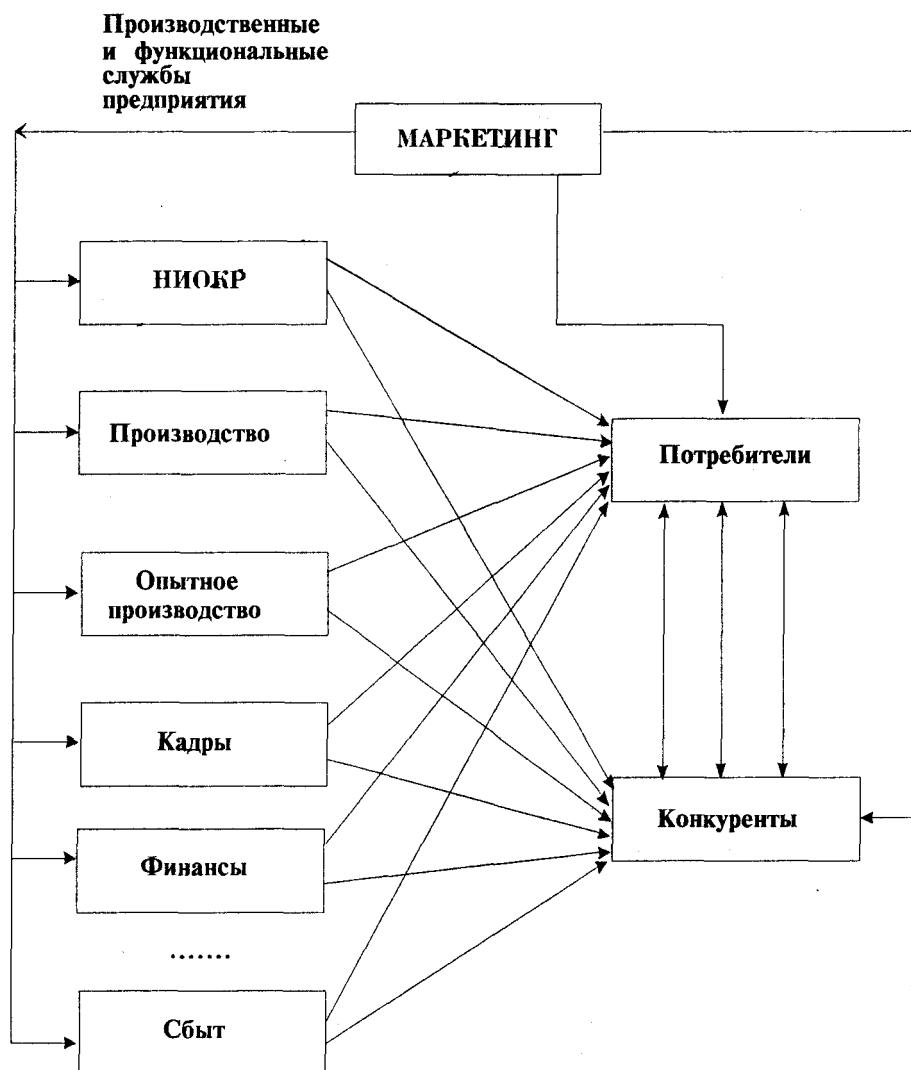 Производственные
и функциональные
службы
предприятия
МАРКЕТИНГ
НИОКР
Производство
Потребители
Опытное
производство
Кадры
Конкуренты
Финансы
.......
Сбыт